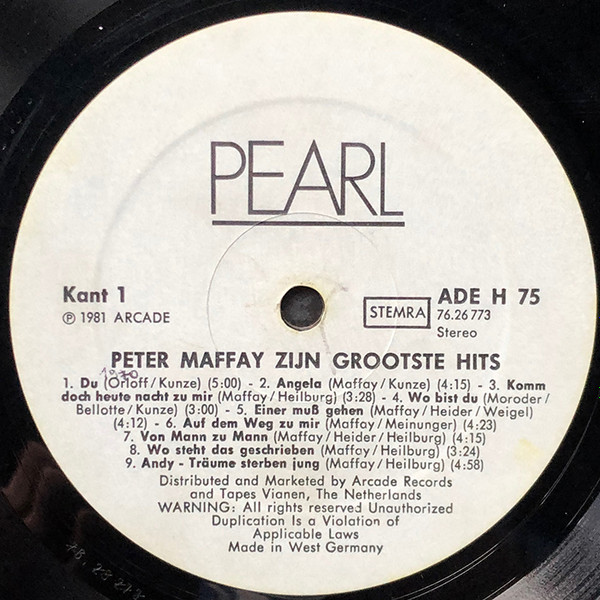 PEARL
Kant 1
℗ 1981 ARCADE
STEMRA
ADE H 75
76.26 773
Stereo
PETER MAFFAY ZIJN GROOTSTE HITS
1970
1. Du (Orloff/Kunze) (5:00) - 2. Angela (Maffay/Kunze) (4:15) - 3. Komm
doch heute nacht zu mir (Maffay/Heilburg) (3:28) - 4. Wo bist du (Moroder/
Bellotte/Kunze) (3:00) - 5. Einer muß gehen (Maffay/Heider/Weigel)
(4:12) - 6. Auf dem Weg zu mir (Maffay/Meinunger) (4:23)
7. Von Mann zu Mann (Maffay/Heider/Heilburg) (4:15)
8. Wo steht das geschrieben (Maffay/Heilburg) (3:24)
9. Andy - Träume sterben jung (Maffay/Heilburg) (4:58)
Distributed and Marketed by Arcade Records
and Tapes Vianen, The Netherlands
WARNING: All rights reserved Unauthorized
Duplication Is a Violation of
Applicable Laws
Made in West Germany